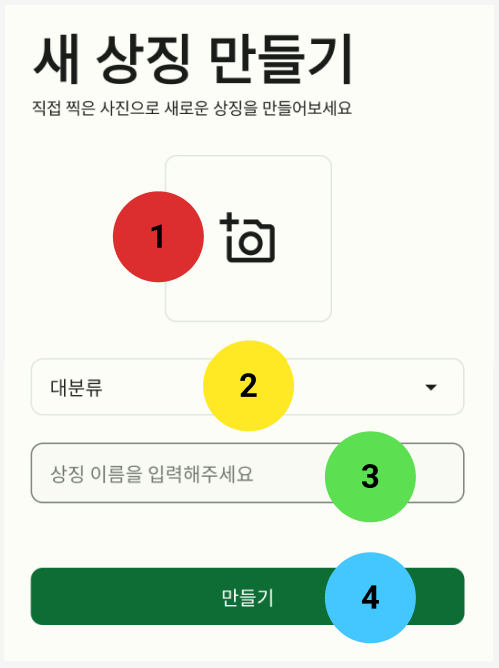 새 상징 만들기
직접 찍은 사진으로 새로운 상징을 만들어보세요
1
대분류 2
상징 이름을 입력해주세요 3
만들기 4